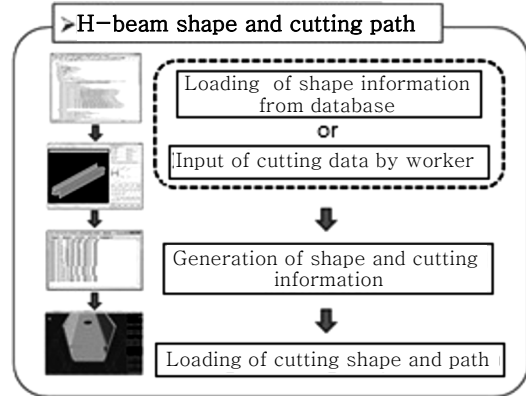 ➢H-beam shape and cutting path
Loading of shape information
from database
or
Input of cutting data by worker
Generation of shape and cutting
information
Loading of cutting shape and path